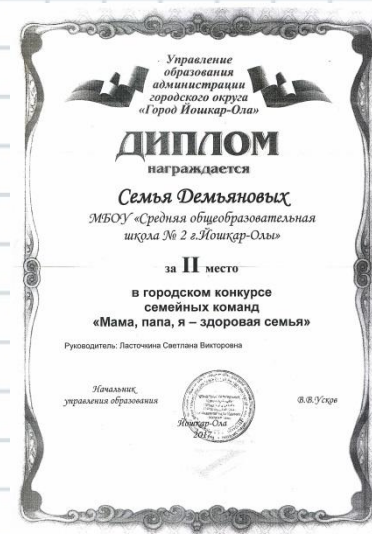 Управление
образования
администрации
городского округа
«Город Йошкар-Ола»
ДИПЛОМ
награждается
Семья Демьяновых
МБОУ «Средняя общеобразовательная
школа № 2 г.Йошкар-Олы»
за II место
в городском конкурсе
семейных команд
«Мама, папа, я – здоровая семья»
Руководитель: Ласточкина Светлана Викторовна
Начальник
управления образования
В.В.Усков
Йошкар-Ола